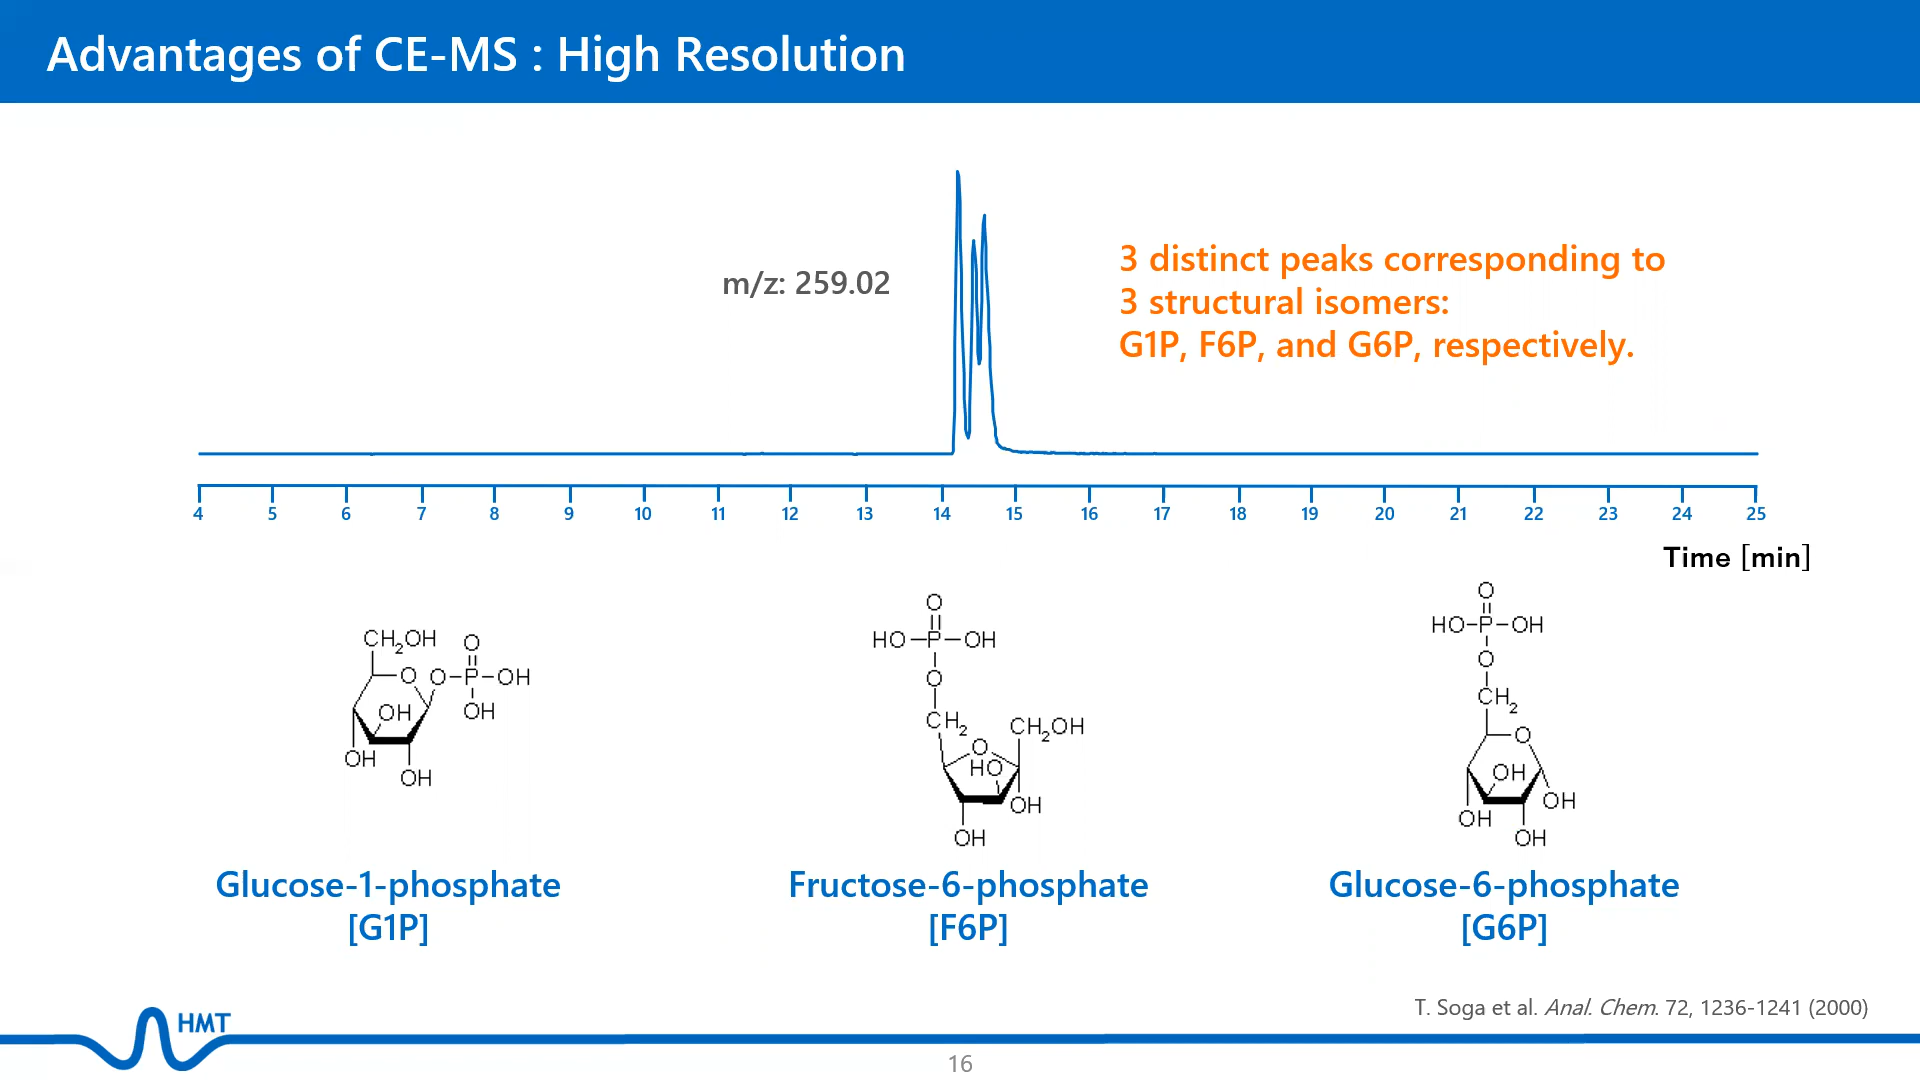 Advantages of CE-MS : High Resolution
m/z: 259.02
3 distinct peaks corresponding to
3 structural isomers:
G1P, F6P, and G6P, respectively.
4 5 6 7 8 9 10 11 12 13 14 15 16 17 18 19 20 21 22 23 24 25
Time [min]
CH2OH
O
O
O-P-OH
OH
OH
OH
OH
O
HO-P-OH
O
CH2
CH2OH
O
HO
OH
OH
O
HO-P-OH
O
CH2
O
OH
OH
OH
OH
Glucose-1-phosphate
[G1P]
Fructose-6-phosphate
[F6P]
Glucose-6-phosphate
[G6P]
T. Soga et al. Anal. Chem. 72, 1236-1241 (2000)
HMT
16